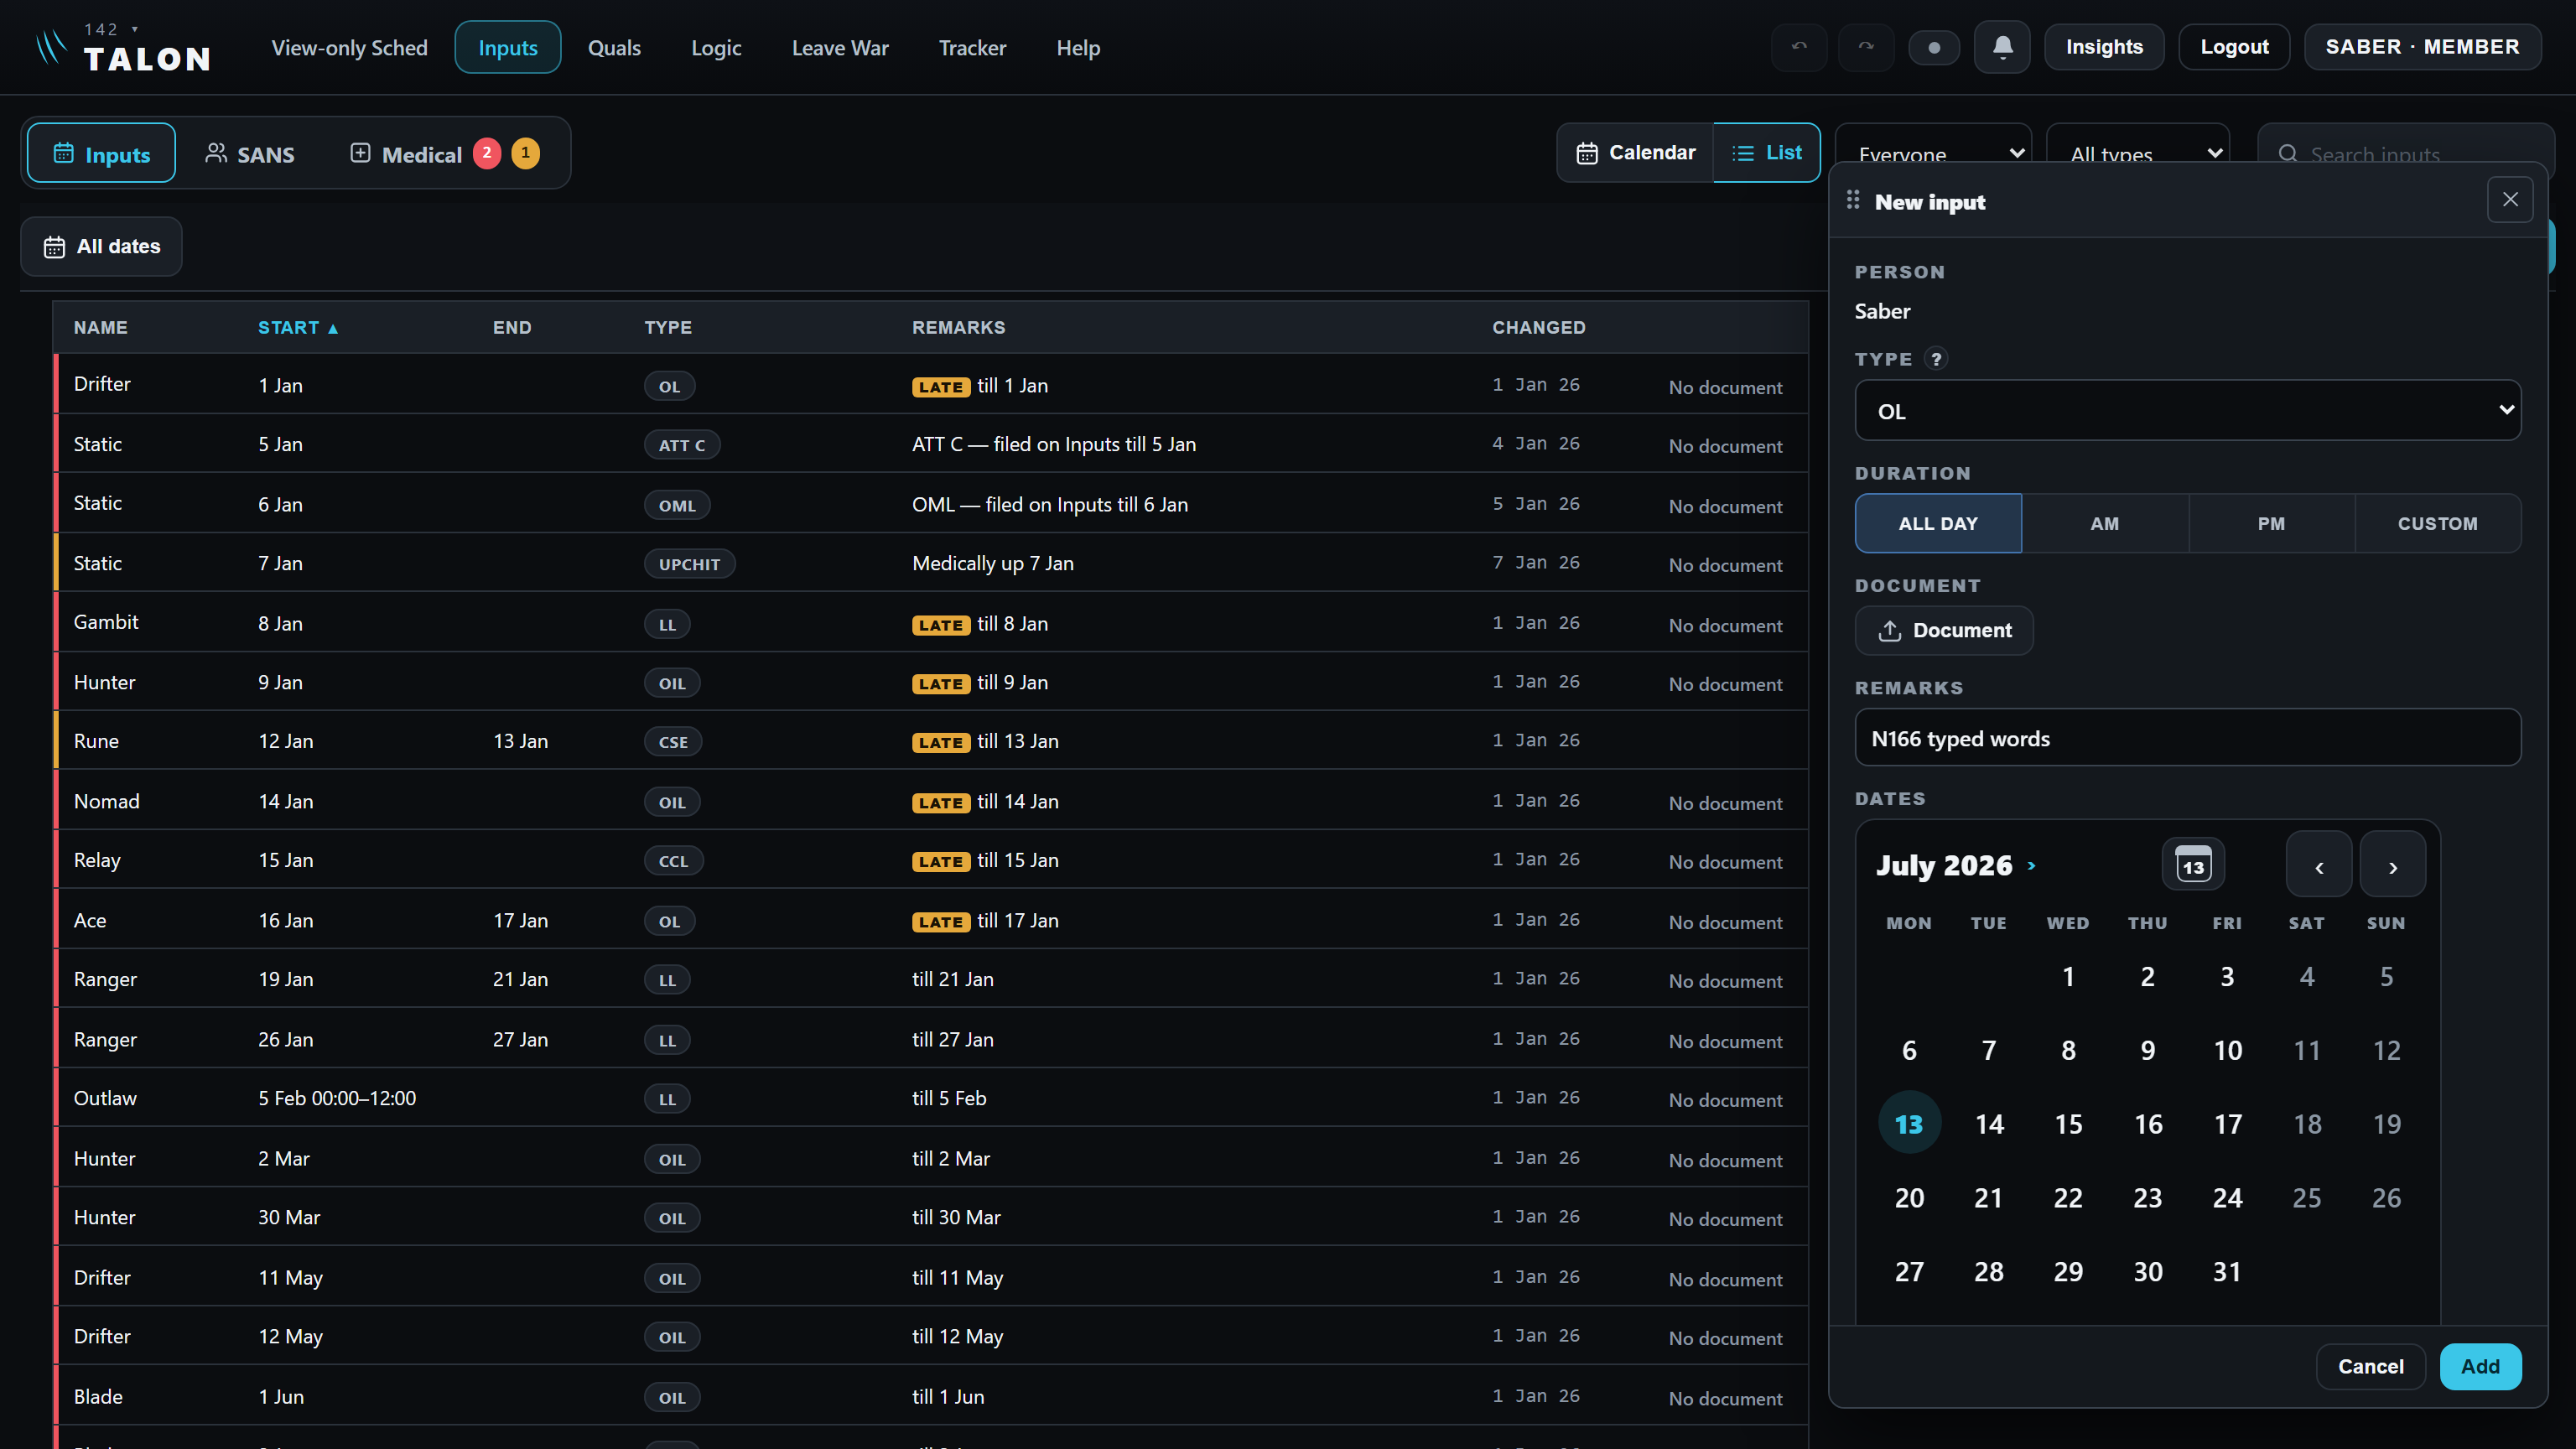 142 ▾
TALON
View-only Sched
Inputs
Quals
Logic
Leave War
Tracker
Help
Insights
Logout
SABER · MEMBER
Inputs
SANS
Medical 2 1
Calendar
List
Everyone
All types
Search inputs
All dates
NAME START ▲ END TYPE REMARKS CHANGED
Drifter 1 Jan OL LATE till 1 Jan 1 Jan 26 No document
Static 5 Jan ATT C ATT C — filed on Inputs till 5 Jan 4 Jan 26 No document
Static 6 Jan OML OML — filed on Inputs till 6 Jan 5 Jan 26 No document
Static 7 Jan UPCHIT Medically up 7 Jan 7 Jan 26 No document
Gambit 8 Jan LL LATE till 8 Jan 1 Jan 26 No document
Hunter 9 Jan OIL LATE till 9 Jan 1 Jan 26 No document
Rune 12 Jan 13 Jan CSE LATE till 13 Jan 1 Jan 26
Nomad 14 Jan OIL LATE till 14 Jan 1 Jan 26 No document
Relay 15 Jan CCL LATE till 15 Jan 1 Jan 26 No document
Ace 16 Jan 17 Jan OL LATE till 17 Jan 1 Jan 26 No document
Ranger 19 Jan 21 Jan LL till 21 Jan 1 Jan 26 No document
Ranger 26 Jan 27 Jan LL till 27 Jan 1 Jan 26 No document
Outlaw 5 Feb 00:00–12:00 LL till 5 Feb 1 Jan 26 No document
Hunter 2 Mar OIL till 2 Mar 1 Jan 26 No document
Hunter 30 Mar OIL till 30 Mar 1 Jan 26 No document
Drifter 11 May OIL till 11 May 1 Jan 26 No document
Drifter 12 May OIL till 12 May 1 Jan 26 No document
Blade 1 Jun OIL till 1 Jun 1 Jan 26 No document
New input
PERSON
Saber
TYPE ?
OL
DURATION
ALL DAY AM PM CUSTOM
DOCUMENT
Document
REMARKS
N166 typed words
DATES
July 2026 › 13 ‹ ›
MON TUE WED THU FRI SAT SUN
1 2 3 4 5
6 7 8 9 10 11 12
13 14 15 16 17 18 19
20 21 22 23 24 25 26
27 28 29 30 31
Cancel
Add